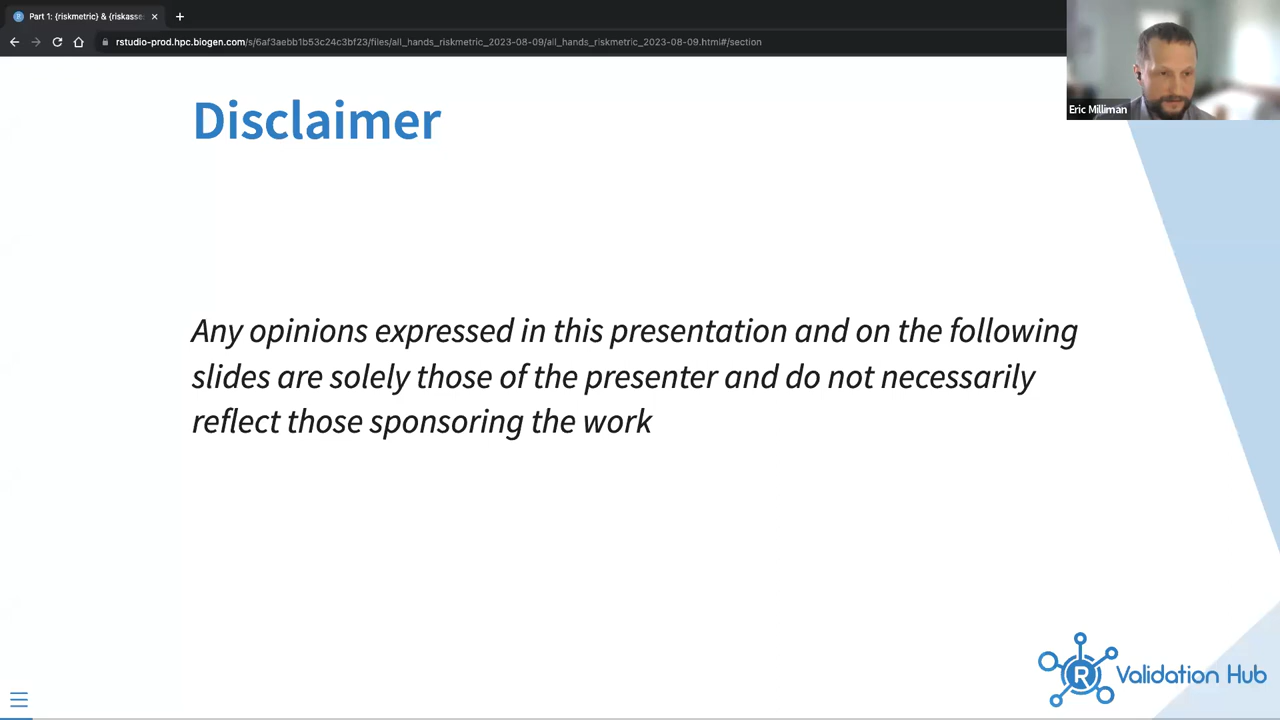 Part 1: {riskmetric} & {riskasse
rstudio-prod.hpc.biogen.com/s/6af3aebb1b53c24c3bf23/files/all_hands_riskmetric_2023-08-09/all_hands_riskmetric_2023-08-09.html#/section
Eric Milliman
Disclaimer
Any opinions expressed in this presentation and on the following
slides are solely those of the presenter and do not necessarily
reflect those sponsoring the work
R Validation Hub